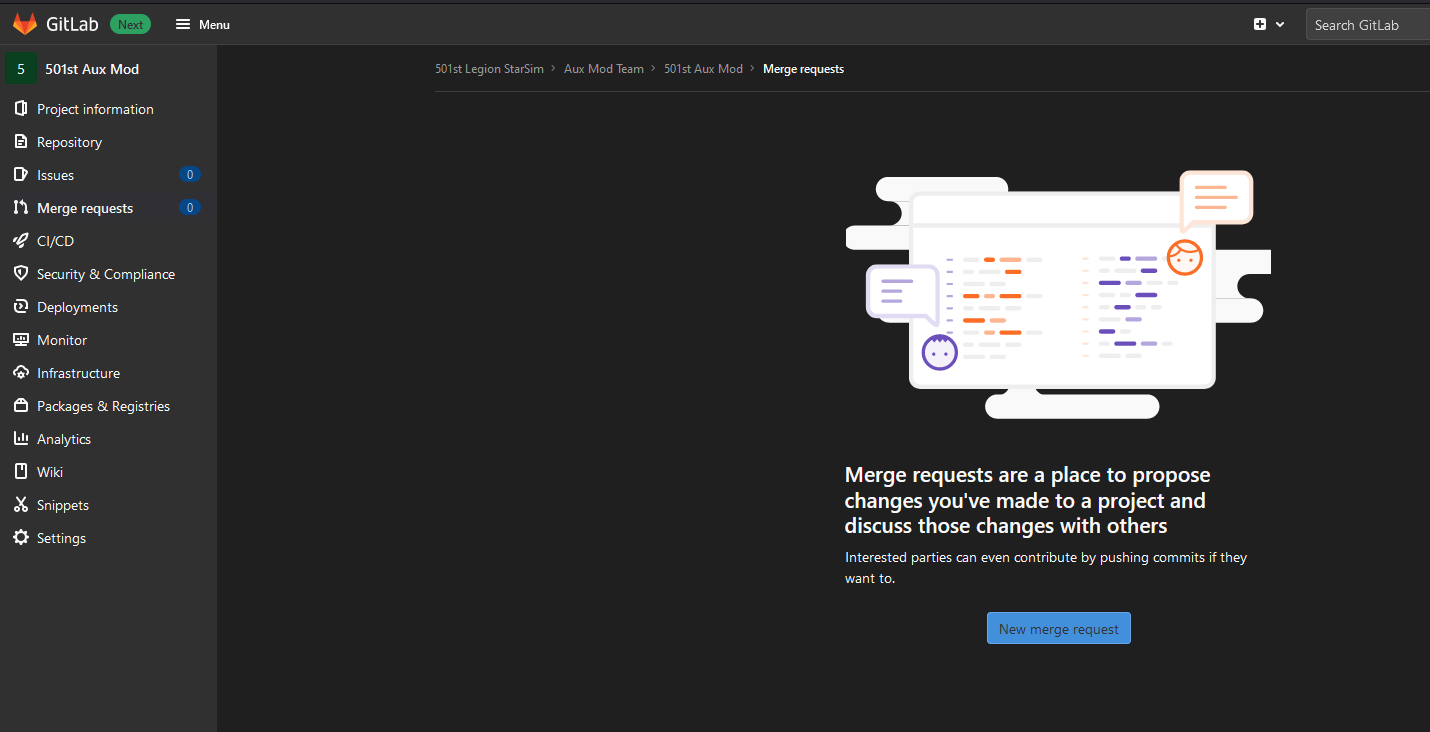 GitLab Next Menu Search GitLab
5 501st Aux Mod
501st Legion StarSim › Aux Mod Team › 501st Aux Mod › Merge requests
Project information
Repository
Issues 0
Merge requests 0
CI/CD
Security & Compliance
Deployments
Monitor
Infrastructure
Packages & Registries
Analytics
Wiki
Snippets
Settings
Merge requests are a place to propose
changes you've made to a project and
discuss those changes with others
Interested parties can even contribute by pushing commits if they
want to.
New merge request